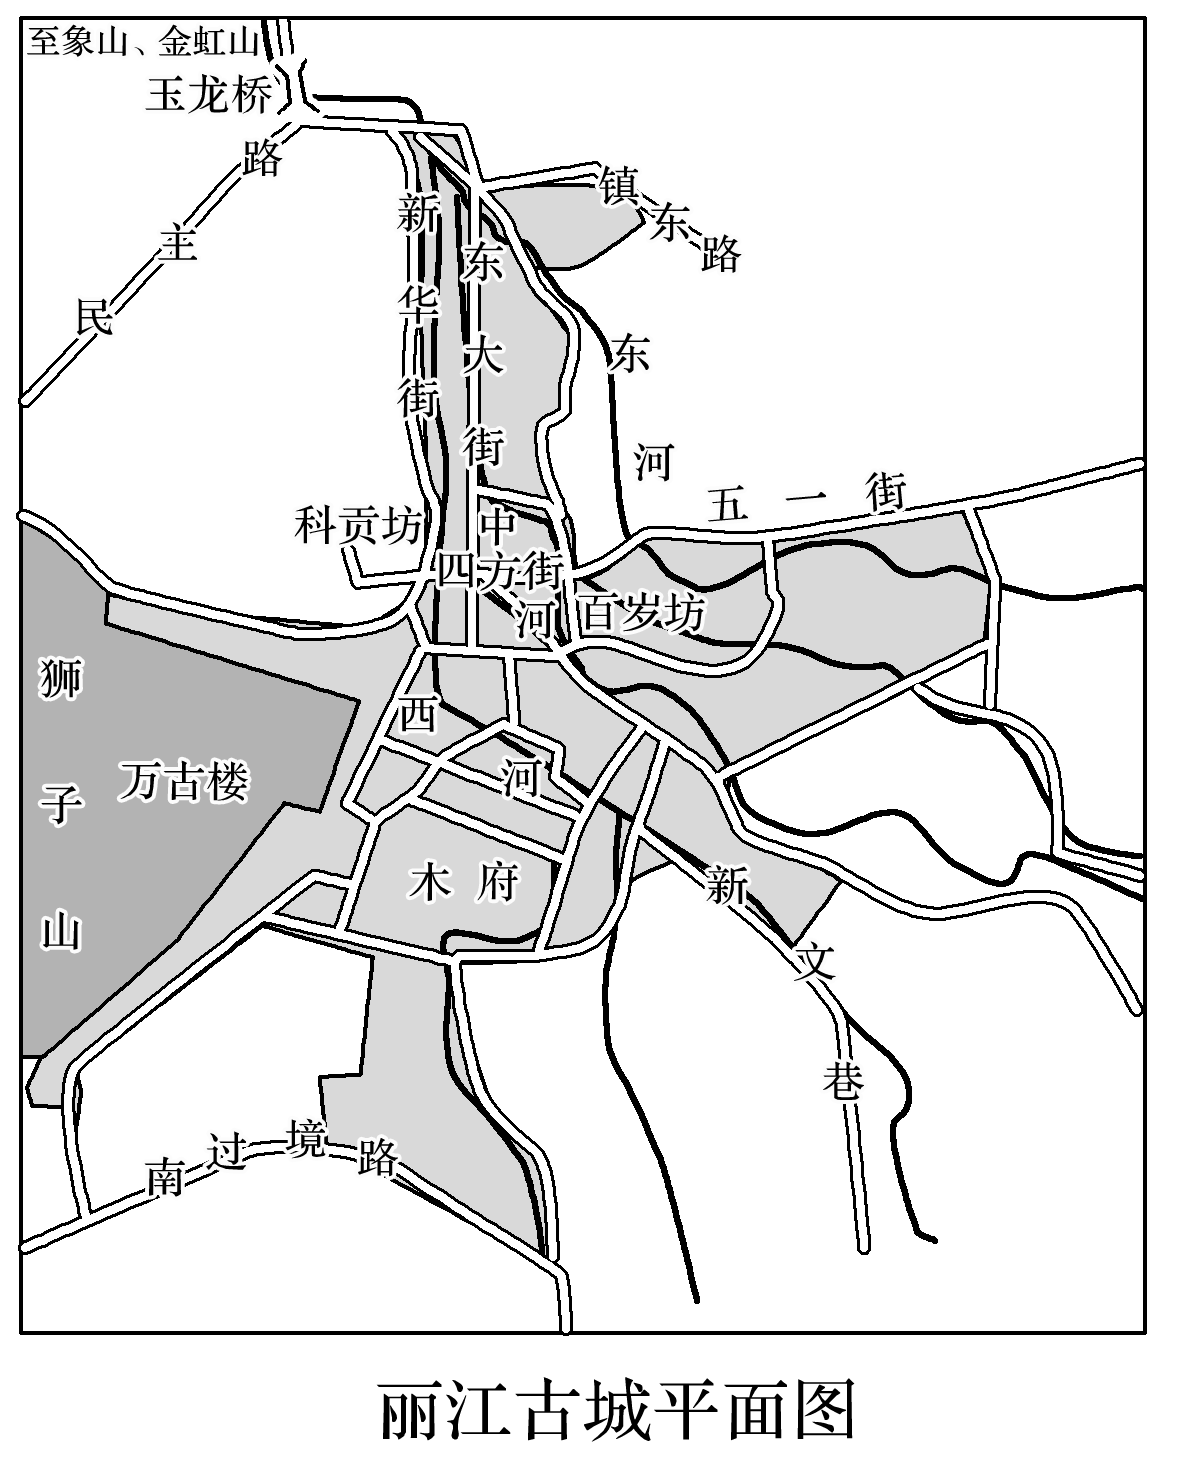 至象山、金虹山
玉龙桥
民主路
新华街
东大街
镇东路
东河
五一街
科贡坊
中河
四方街
百岁坊
狮子山
万古楼
西河
木府
新文巷
南过境路
丽江古城平面图